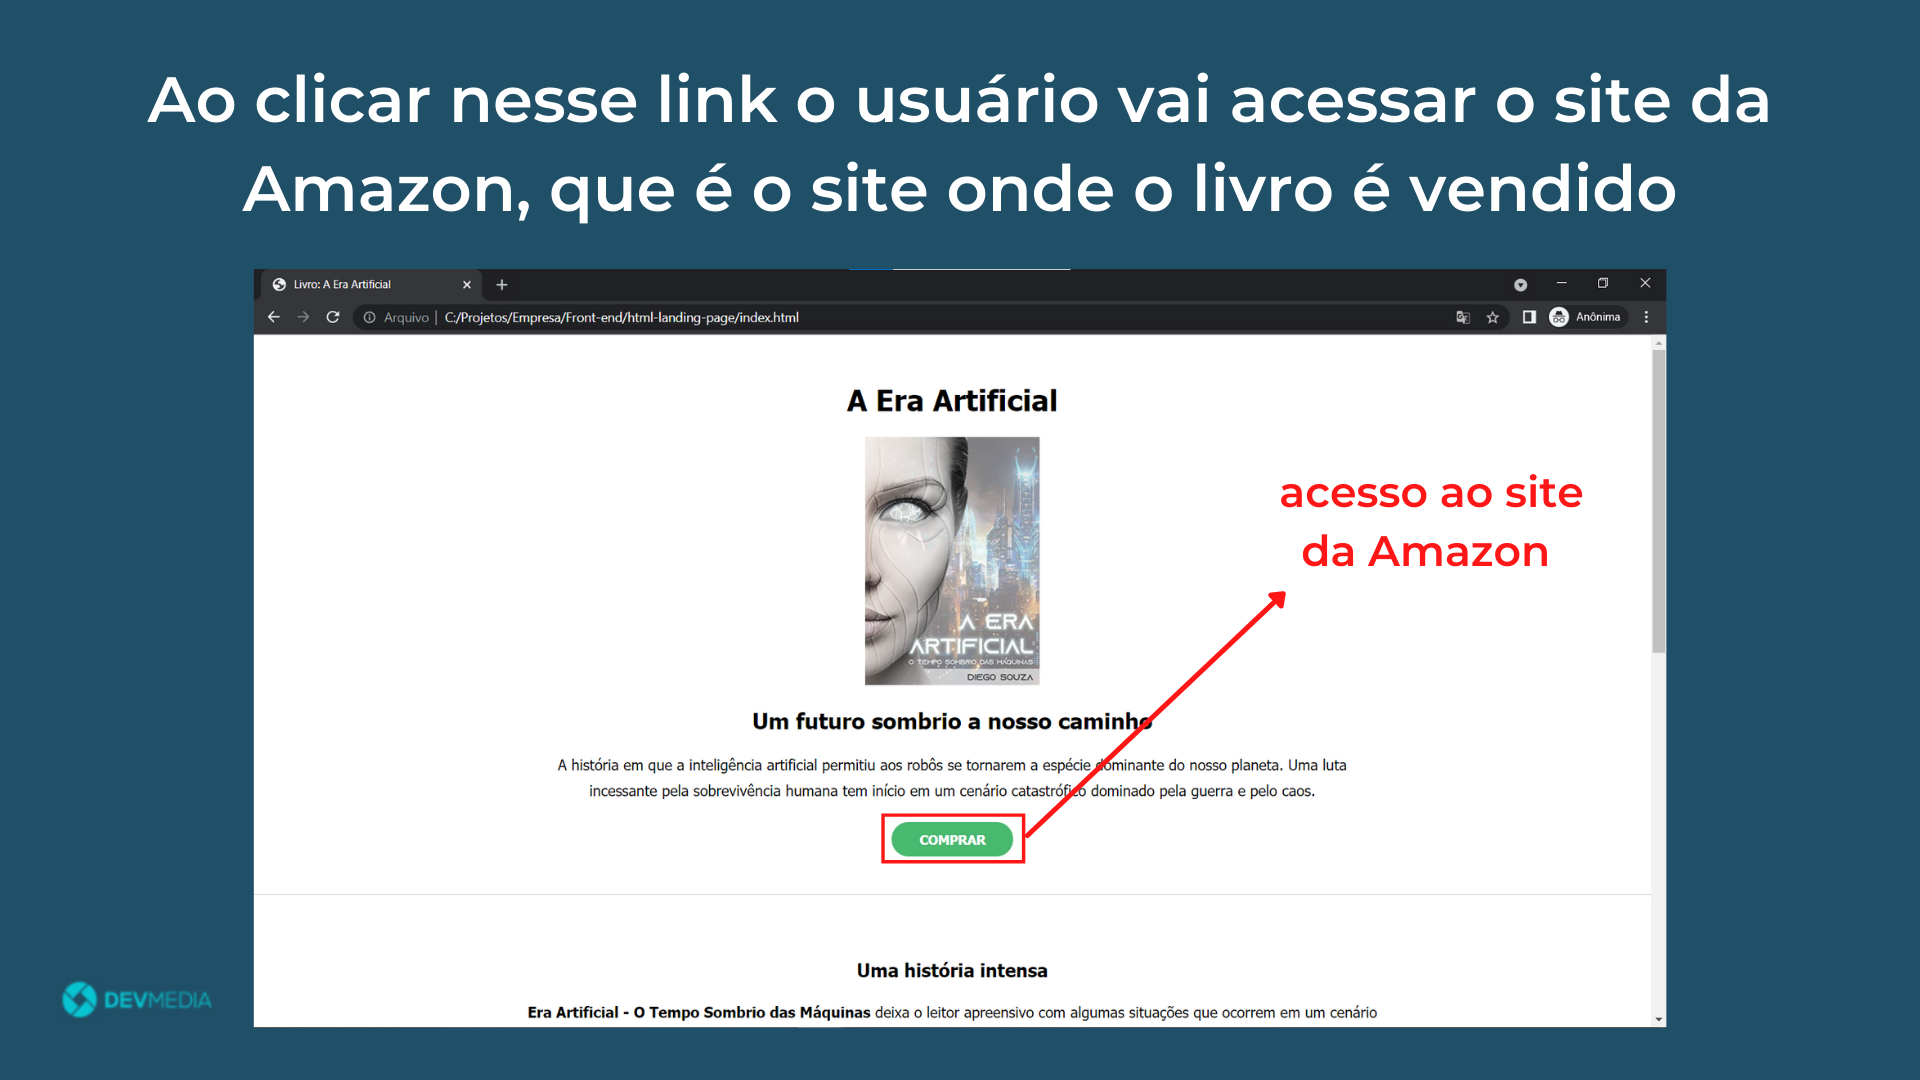 Ao clicar nesse link o usuário vai acessar o site da
Amazon, que é o site onde o livro é vendido
Livro: A Era Artificial
Arquivo | C:/Projetos/Empresa/Front-end/html-landing-page/index.html
Anônima
A Era Artificial
A ERA
ARTIFICIAL
O TEMPO SOMBRIO DAS MÁQUINAS
DIEGO SOUZA
acesso ao site
da Amazon
Um futuro sombrio a nosso caminho
A história em que a inteligência artificial permitiu aos robôs se tornarem a espécie dominante do nosso planeta. Uma luta
incessante pela sobrevivência humana tem início em um cenário catastrófico dominado pela guerra e pelo caos.
COMPRAR
Uma história intensa
Era Artificial - O Tempo Sombrio das Máquinas deixa o leitor apreensivo com algumas situações que ocorrem em um cenário
DEVMEDIA